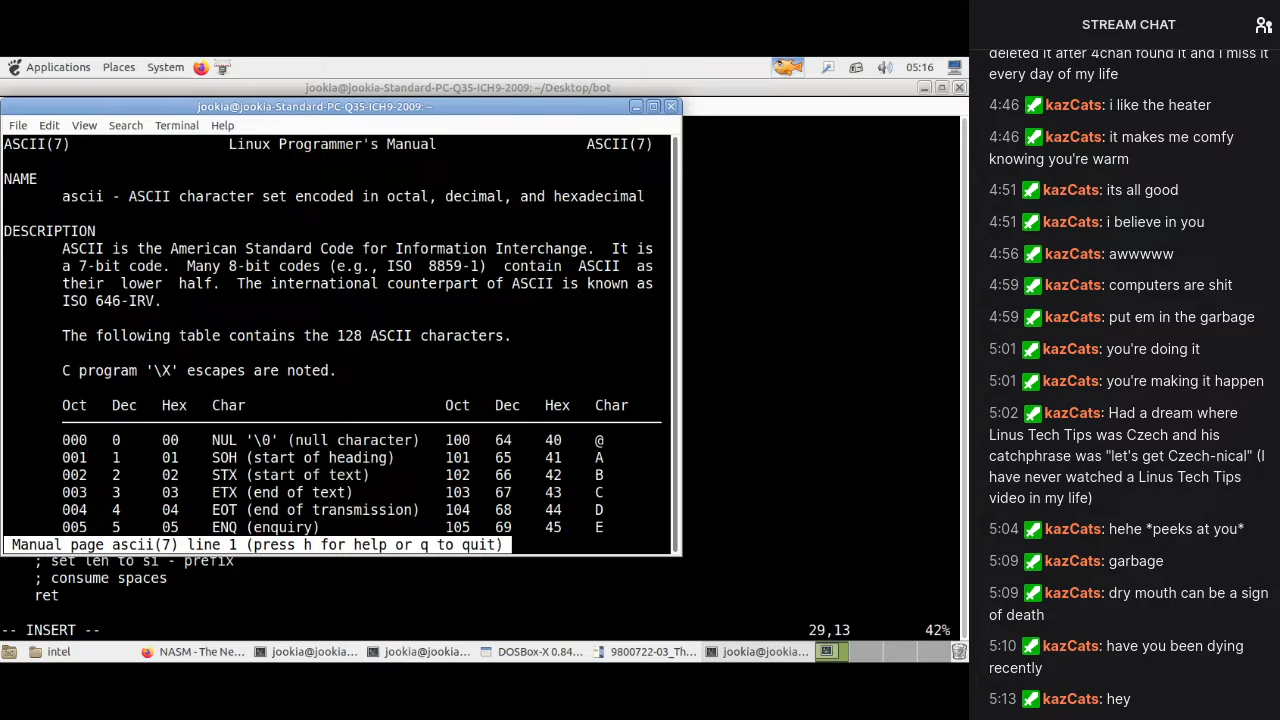 Applications Places System 05:16
jookia@jookia-Standard-PC-Q35-ICH9-2009: ~/Desktop/bot
jookia@jookia-Standard-PC-Q35-ICH9-2009: ~
File Edit View Search Terminal Help
ASCII(7) Linux Programmer's Manual ASCII(7)
NAME
ascii - ASCII character set encoded in octal, decimal, and hexadecimal
DESCRIPTION
ASCII is the American Standard Code for Information Interchange. It is
a 7-bit code. Many 8-bit codes (e.g., ISO 8859-1) contain ASCII as
their lower half. The international counterpart of ASCII is known as
ISO 646-IRV.
The following table contains the 128 ASCII characters.
C program '\X' escapes are noted.
Oct Dec Hex Char Oct Dec Hex Char
000 0 00 NUL '\0' (null character) 100 64 40 @
001 1 01 SOH (start of heading) 101 65 41 A
002 2 02 STX (start of text) 102 66 42 B
003 3 03 ETX (end of text) 103 67 43 C
004 4 04 EOT (end of transmission) 104 68 44 D
005 5 05 ENQ (enquiry) 105 69 45 E
Manual page ascii(7) line 1 (press h for help or q to quit)
; set len to si - prefix
; consume spaces
ret
-- INSERT -- 29,13 42%
intel NASM - The Ne... jookia@jookia... jookia@jookia... DOSBox-X 0.84... 9800722-03_Th... jookia@jookia...
STREAM CHAT
deleted it after 4chan found it and i miss it
every day of my life
4:46 kazCats: i like the heater
4:46 kazCats: it makes me comfy
knowing you're warm
4:51 kazCats: its all good
4:51 kazCats: i believe in you
4:56 kazCats: awwwww
4:59 kazCats: computers are shit
4:59 kazCats: put em in the garbage
5:01 kazCats: you're doing it
5:01 kazCats: you're making it happen
5:02 kazCats: Had a dream where
Linus Tech Tips was Czech and his
catchphrase was "let's get Czech-nical" (I
have never watched a Linus Tech Tips
video in my life)
5:04 kazCats: hehe *peeks at you*
5:09 kazCats: garbage
5:09 kazCats: dry mouth can be a sign
of death
5:10 kazCats: have you been dying
recently
5:13 kazCats: hey